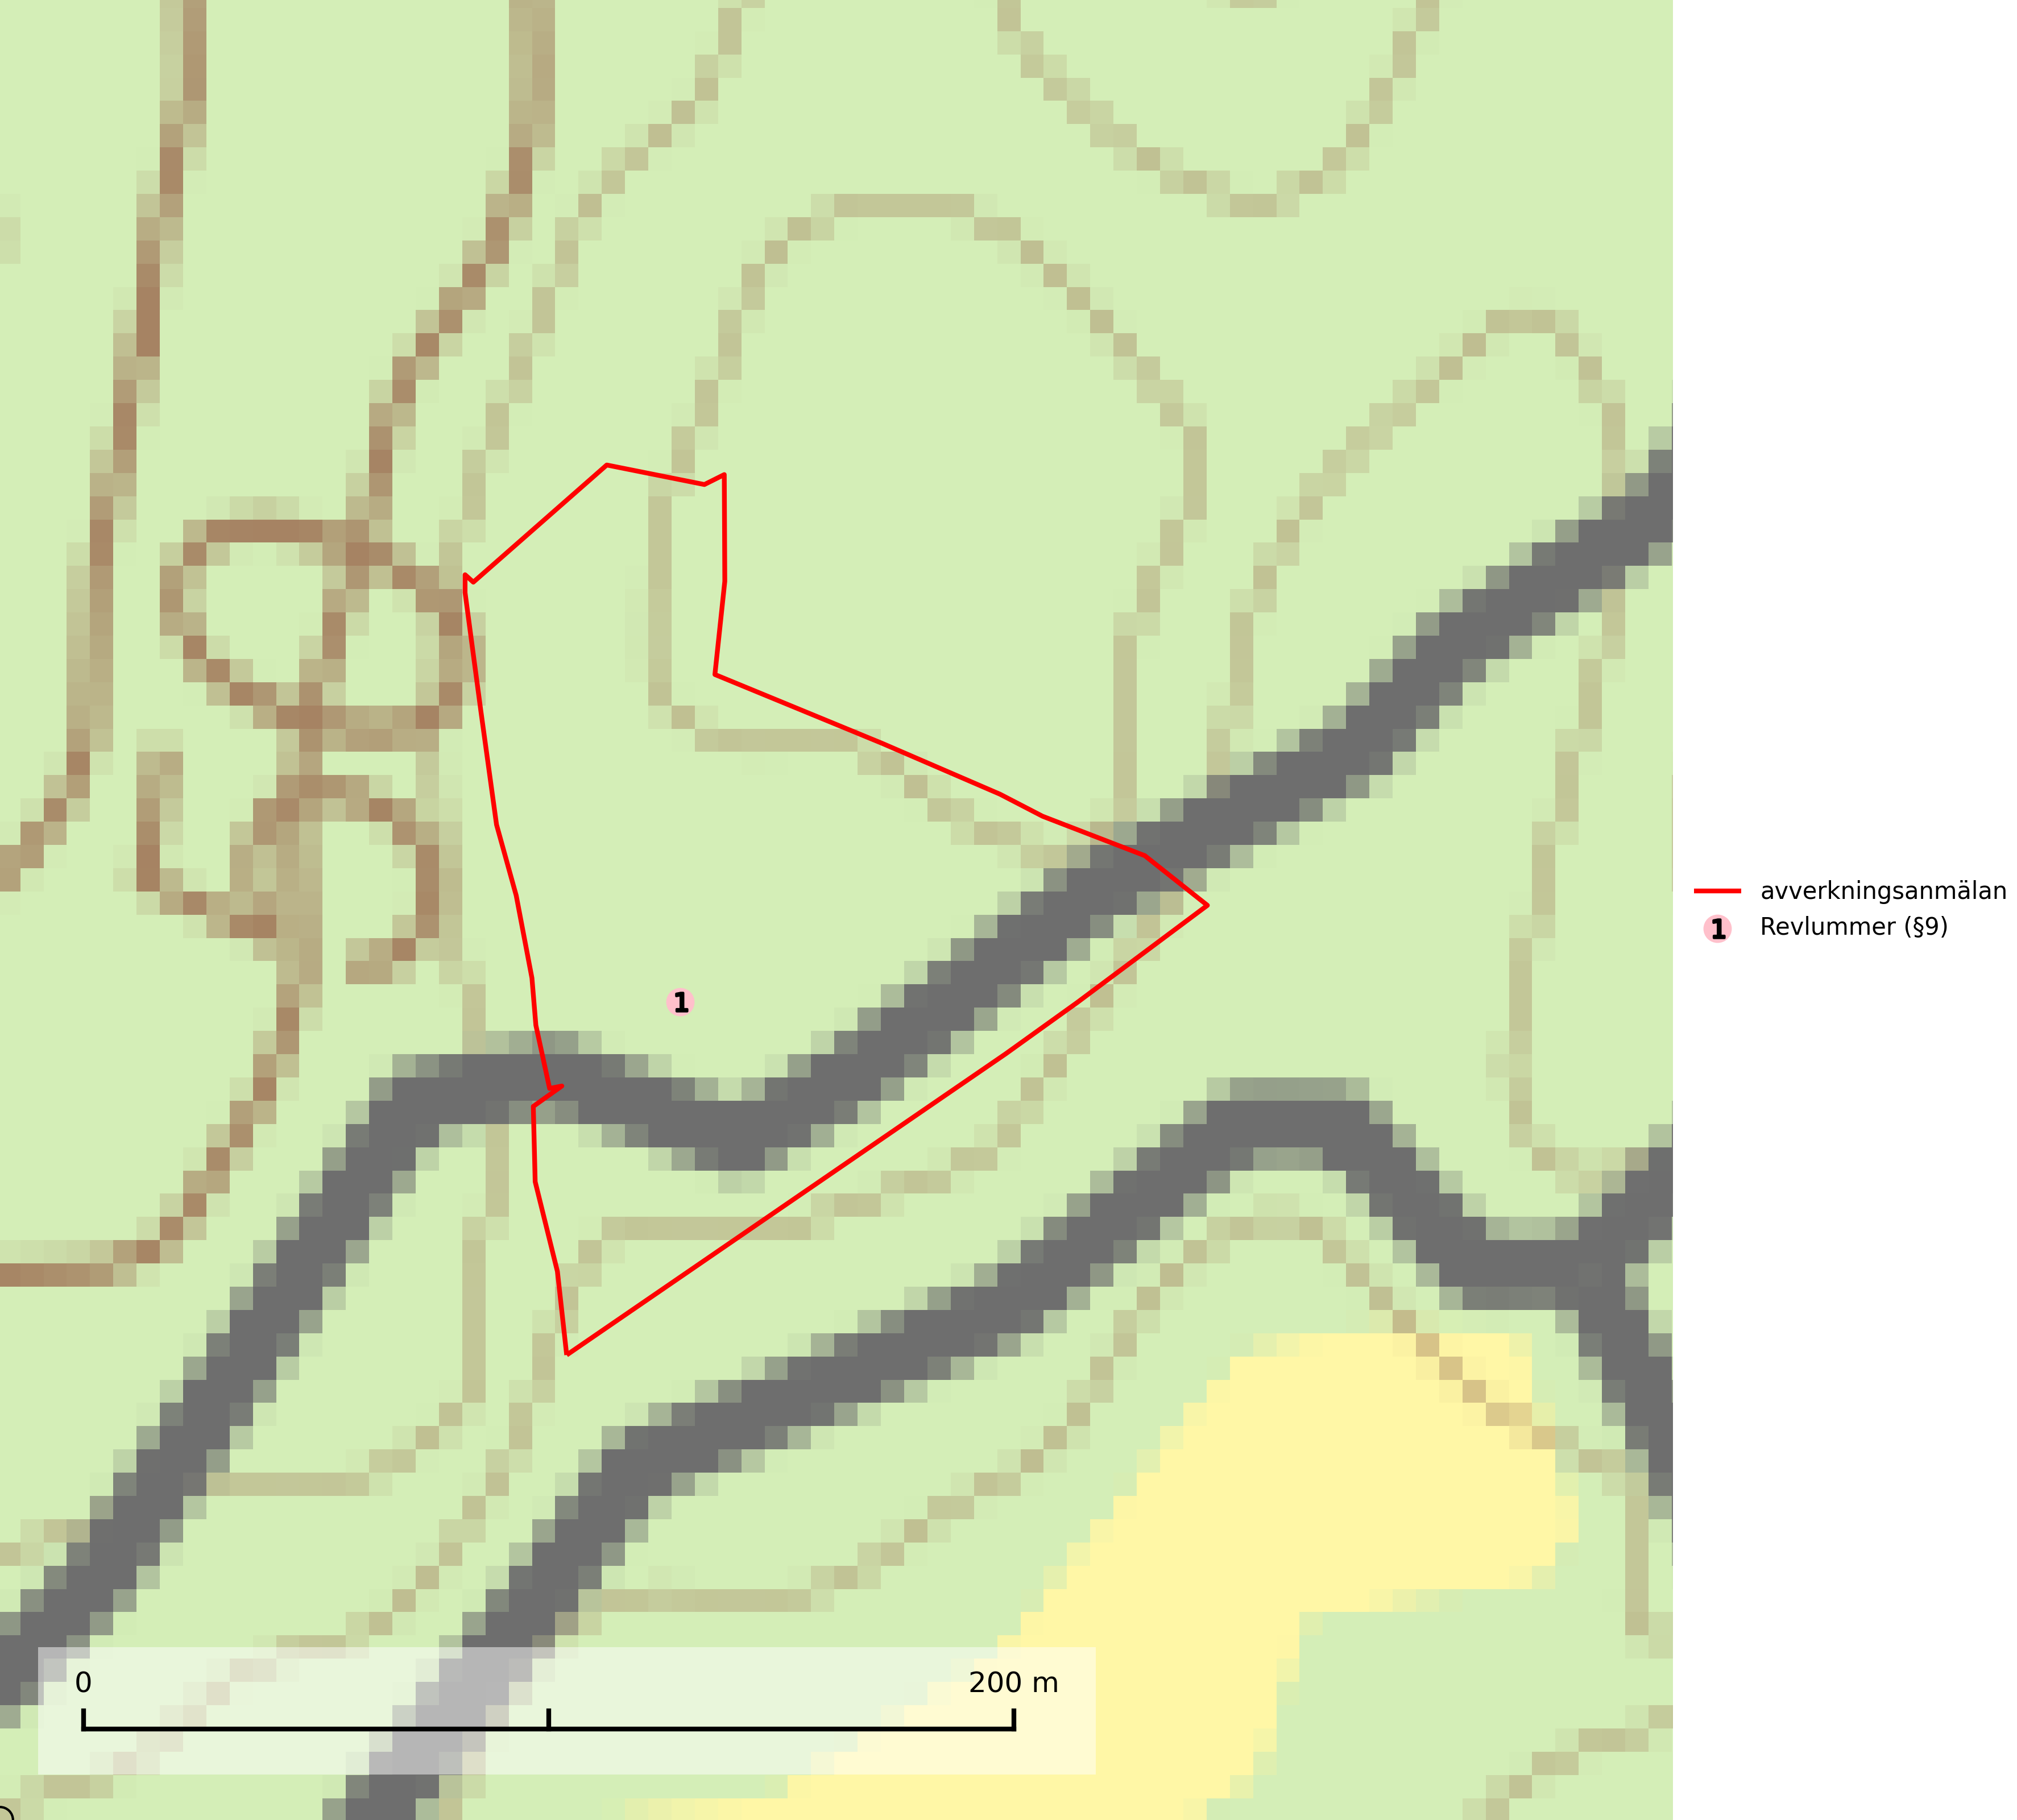 1
avverkningsanmälan
1 Revlummer (§9)
0 200 m